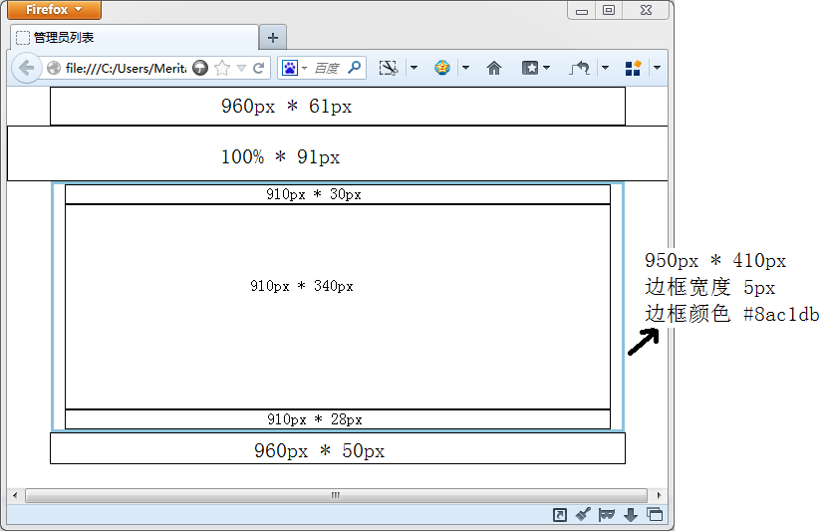 Firefox
管理员列表
file:///C:/Users/Merit
百度
960px * 61px
100% * 91px
910px * 30px
910px * 340px
950px * 410px
边框宽度 5px
边框颜色 #8ac1db
910px * 28px
960px * 50px